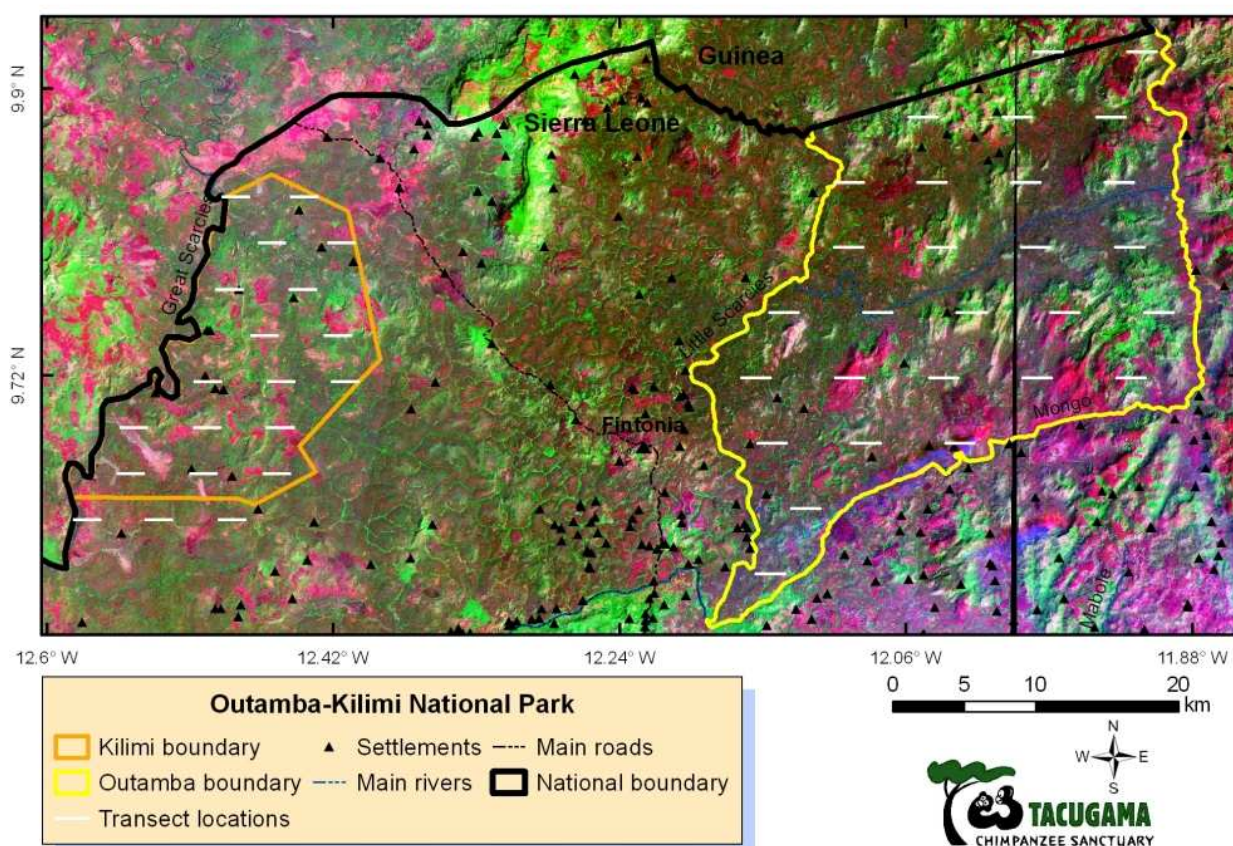 Guinea
9.9° N
Sierra Leone
Great Scarcies
Little Scarcies
9.72° N
Mongo
Fintonia
Mabole
12.6° W
12.42° W
12.24° W
12.06° W
11.88° W
0 5 10 20
km
Outamba-Kilimi National Park
Kilimi boundary
Settlements
Main roads
Outamba boundary
Main rivers
National boundary
Transect locations
N
W E
S
TACUGAMA
CHIMPANZEE SANCTUARY